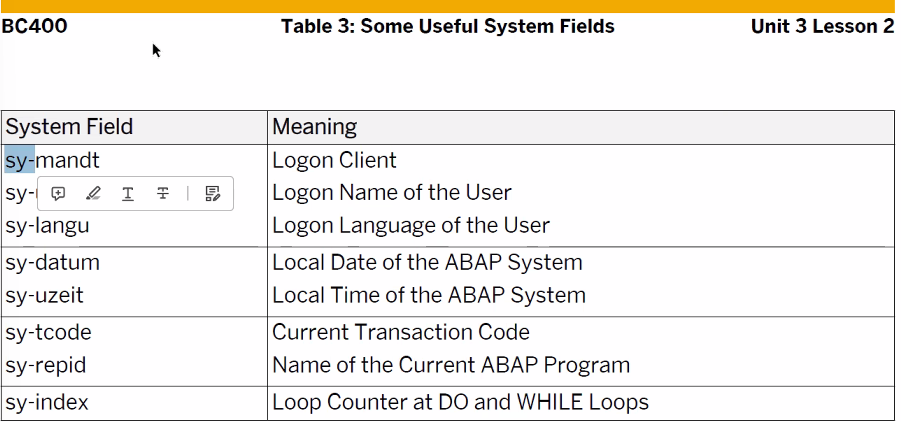 BC400 Table 3: Some Useful System Fields Unit 3 Lesson 2
System Field Meaning
sy-mandt Logon Client
sy- Logon Name of the User
sy-langu Logon Language of the User
sy-datum Local Date of the ABAP System
sy-uzeit Local Time of the ABAP System
sy-tcode Current Transaction Code
sy-repid Name of the Current ABAP Program
sy-index Loop Counter at DO and WHILE Loops